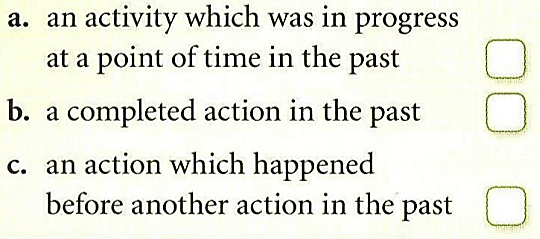 a. an activity which was in progress
at a point of time in the past
b. a completed action in the past
c. an action which happened
before another action in the past